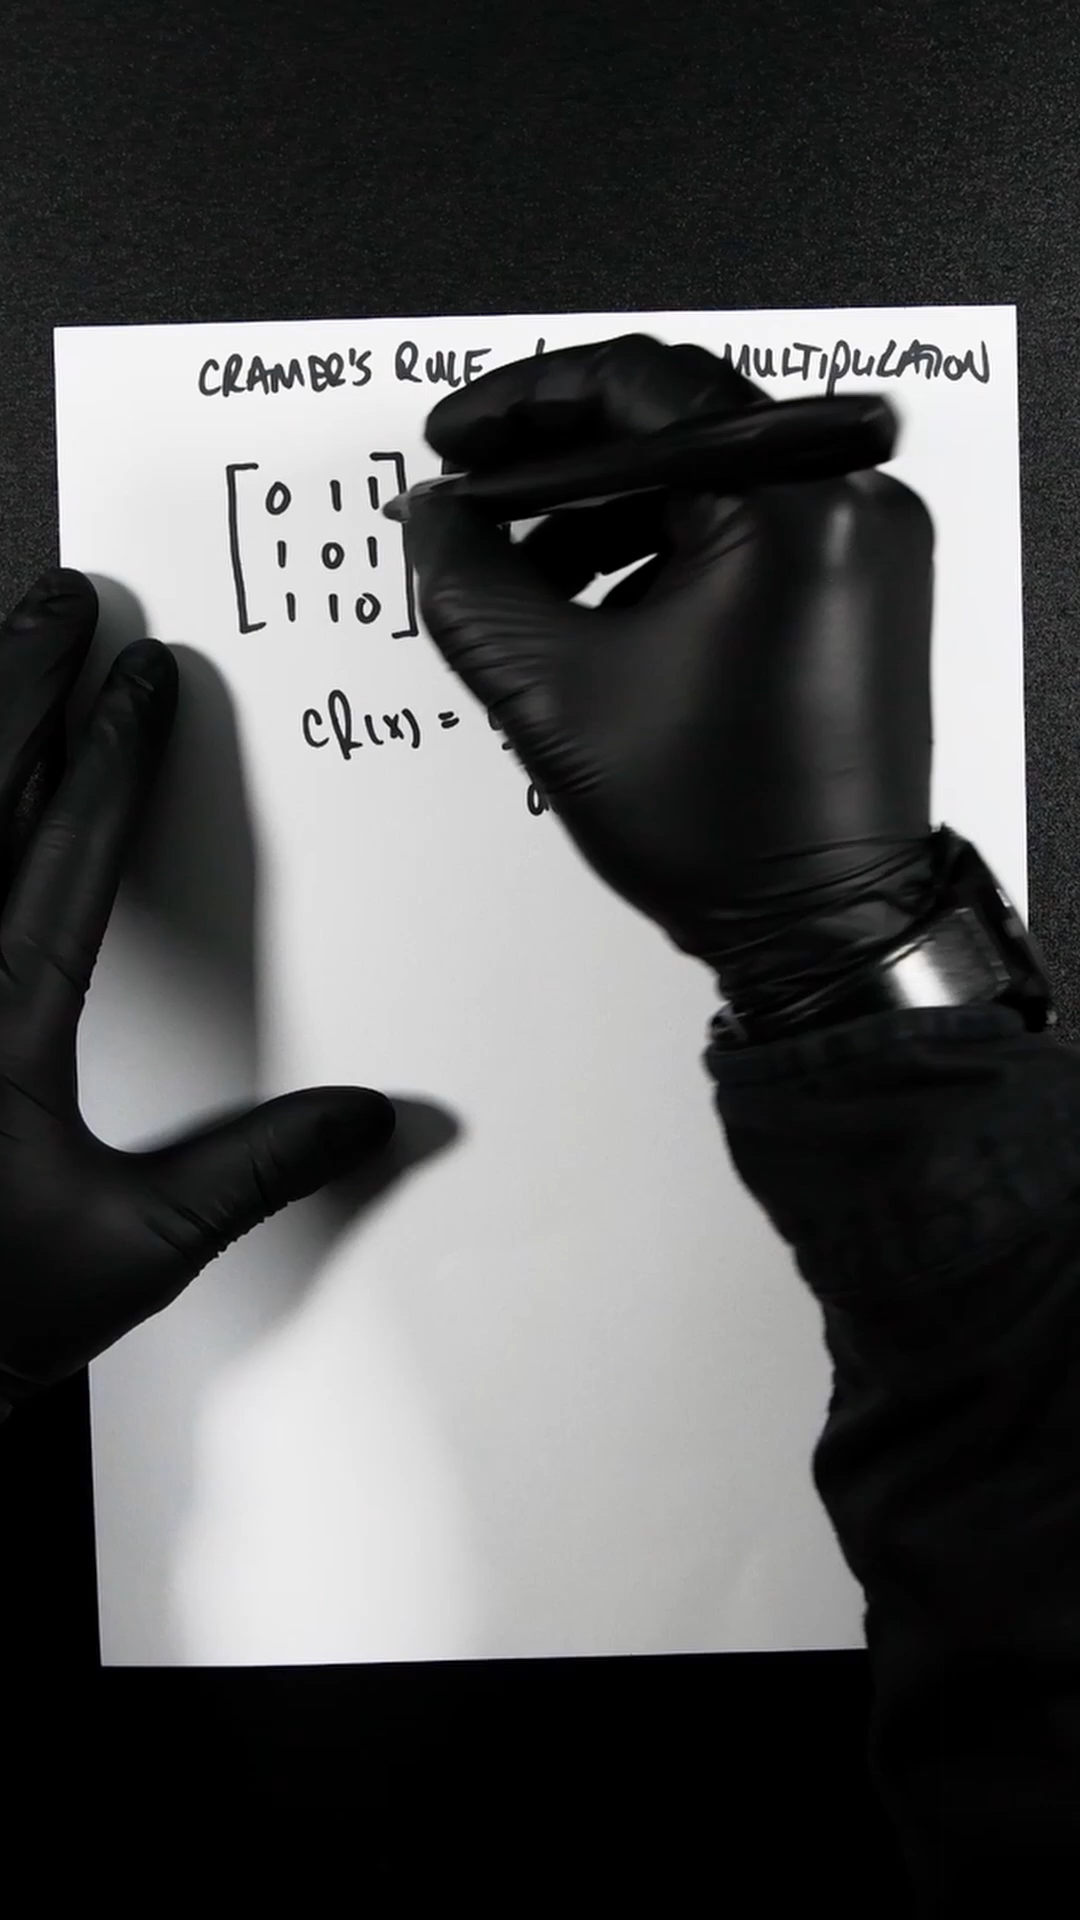 CRAMER'S RULE MULTIPLICATION
0 1 1
1 0 1
1 1 0
CR(x) =